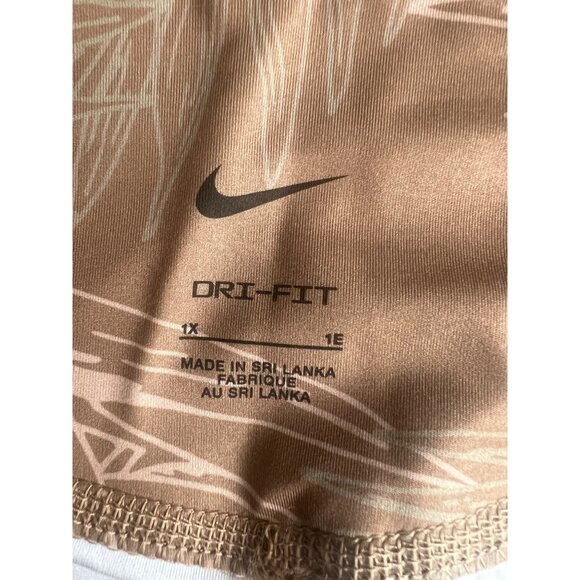 DRI-FIT
1X 1E
MADE IN SRI LANKA
FABRIQUE
AU SRI LANKA